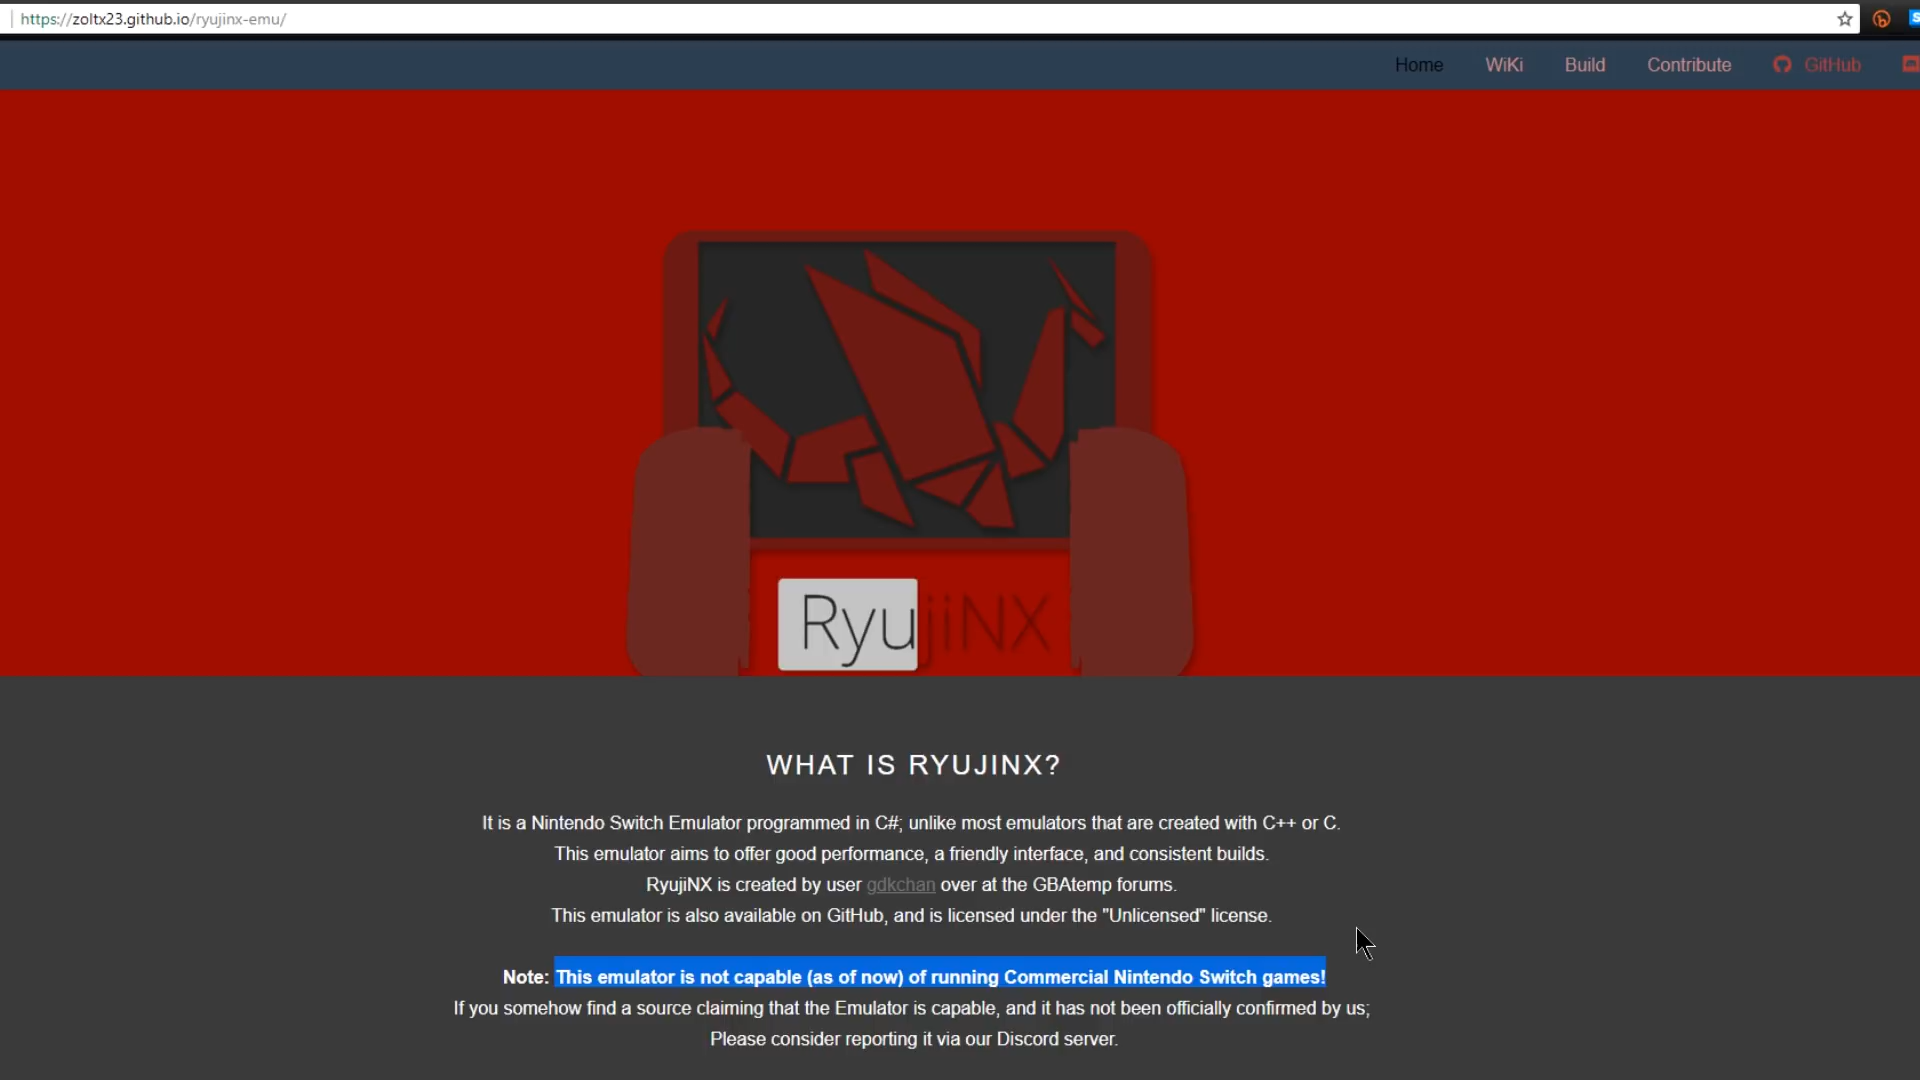 https://zoltx23.github.io/ryujinx-emu/
Home WiKi Build Contribute GitHub
RyujiNX
WHAT IS RYUJINX?
It is a Nintendo Switch Emulator programmed in C#; unlike most emulators that are created with C++ or C.
This emulator aims to offer good performance, a friendly interface, and consistent builds.
RyujiNX is created by user gdkchan over at the GBAtemp forums.
This emulator is also available on GitHub, and is licensed under the "Unlicensed" license.
Note: This emulator is not capable (as of now) of running Commercial Nintendo Switch games!
If you somehow find a source claiming that the Emulator is capable, and it has not been officially confirmed by us;
Please consider reporting it via our Discord server.